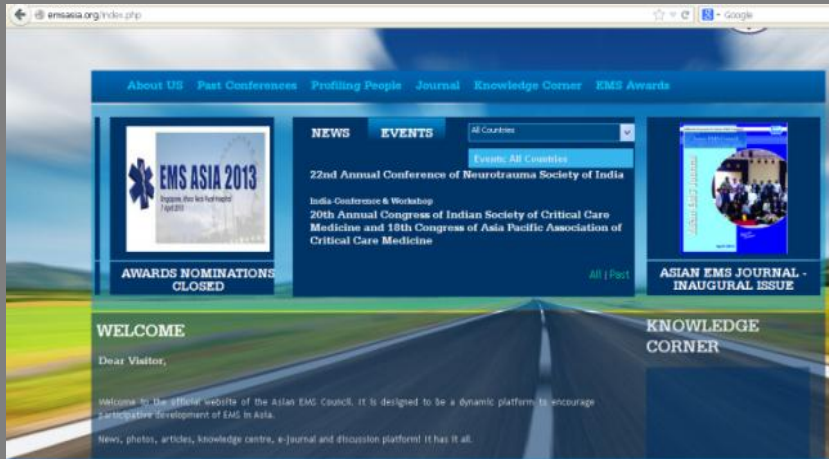 emsasia.org/index.php
Google
About US Past Conferences Profiling People Journal Knowledge Corner EMS Awards
EMS ASIA 2013
NEWS EVENTS All Countries
Events: All Countries
22nd Annual Conference of Neurotrauma Society of India
India-Conference & Workshop
20th Annual Congress of Indian Society of Critical Care
Medicine and 18th Congress of Asia Pacific Association of
Critical Care Medicine
All | Past
AWARDS NOMINATIONS
CLOSED
ASIAN EMS JOURNAL -
INAUGURAL ISSUE
WELCOME
Dear Visitor,
Welcome to the official website of the Asian EMS Council. It is designed to be a dynamic platform to encourage
participative development of EMS in Asia.
News, photos, articles, knowledge centre, e-journal and discussion platform! It has it all.
KNOWLEDGE
CORNER